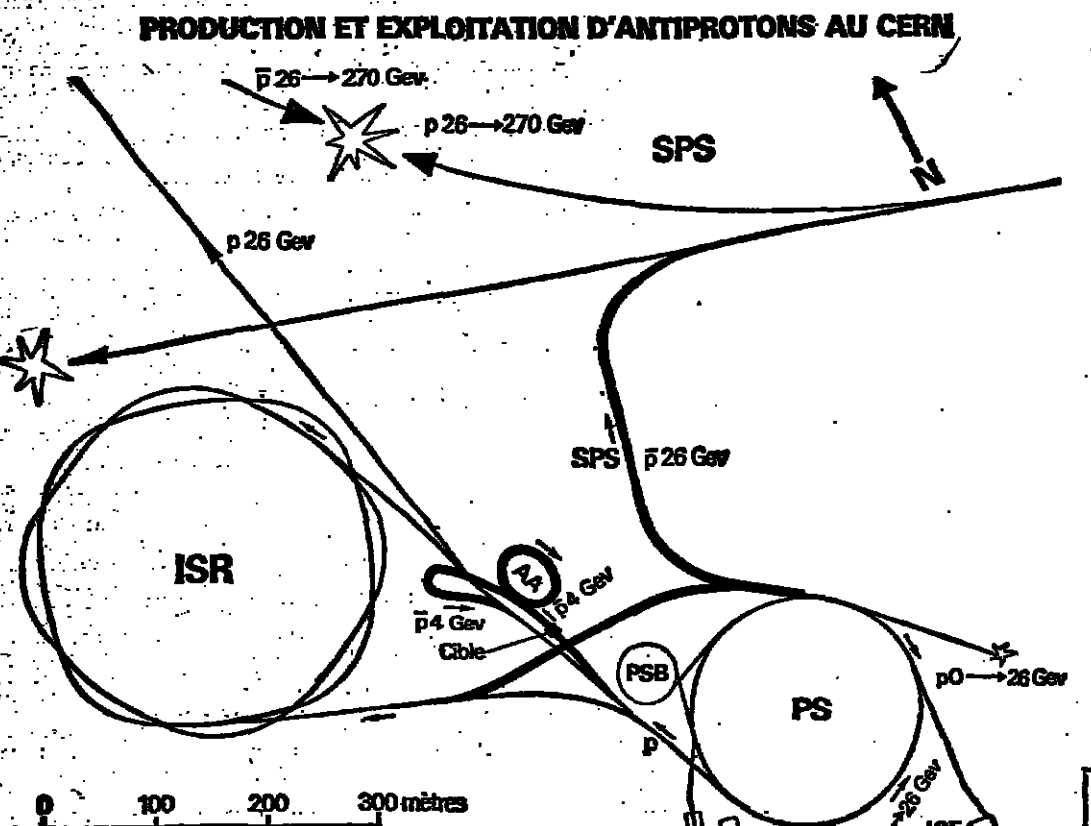 PRODUCTION ET EXPLOITATION D'ANTIPROTONS AU CERN
p̄ 26→270 Gev
p 26→270 Gev
SPS
N
p 26 Gev
SPS
p̄ 26 Gev
ISR
AA
p̄ 4 Gev
p̄ 4 Gev
Cible
PSB
PS
p0→26 Gev
p
0 100 200 300 mètres
26 Gev